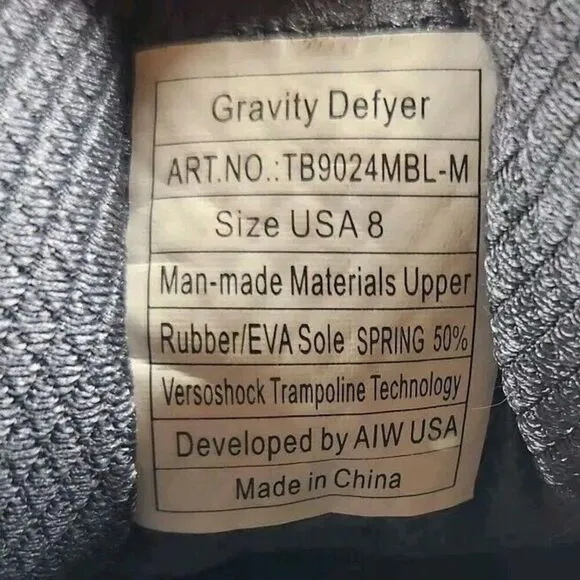 Gravity Defyer
ART.NO.:TB9024MBL-M
Size USA 8
Man-made Materials Upper
Rubber/EVA Sole SPRING 50%
Versoshock Trampoline Technology
Developed by AIW USA
Made in China